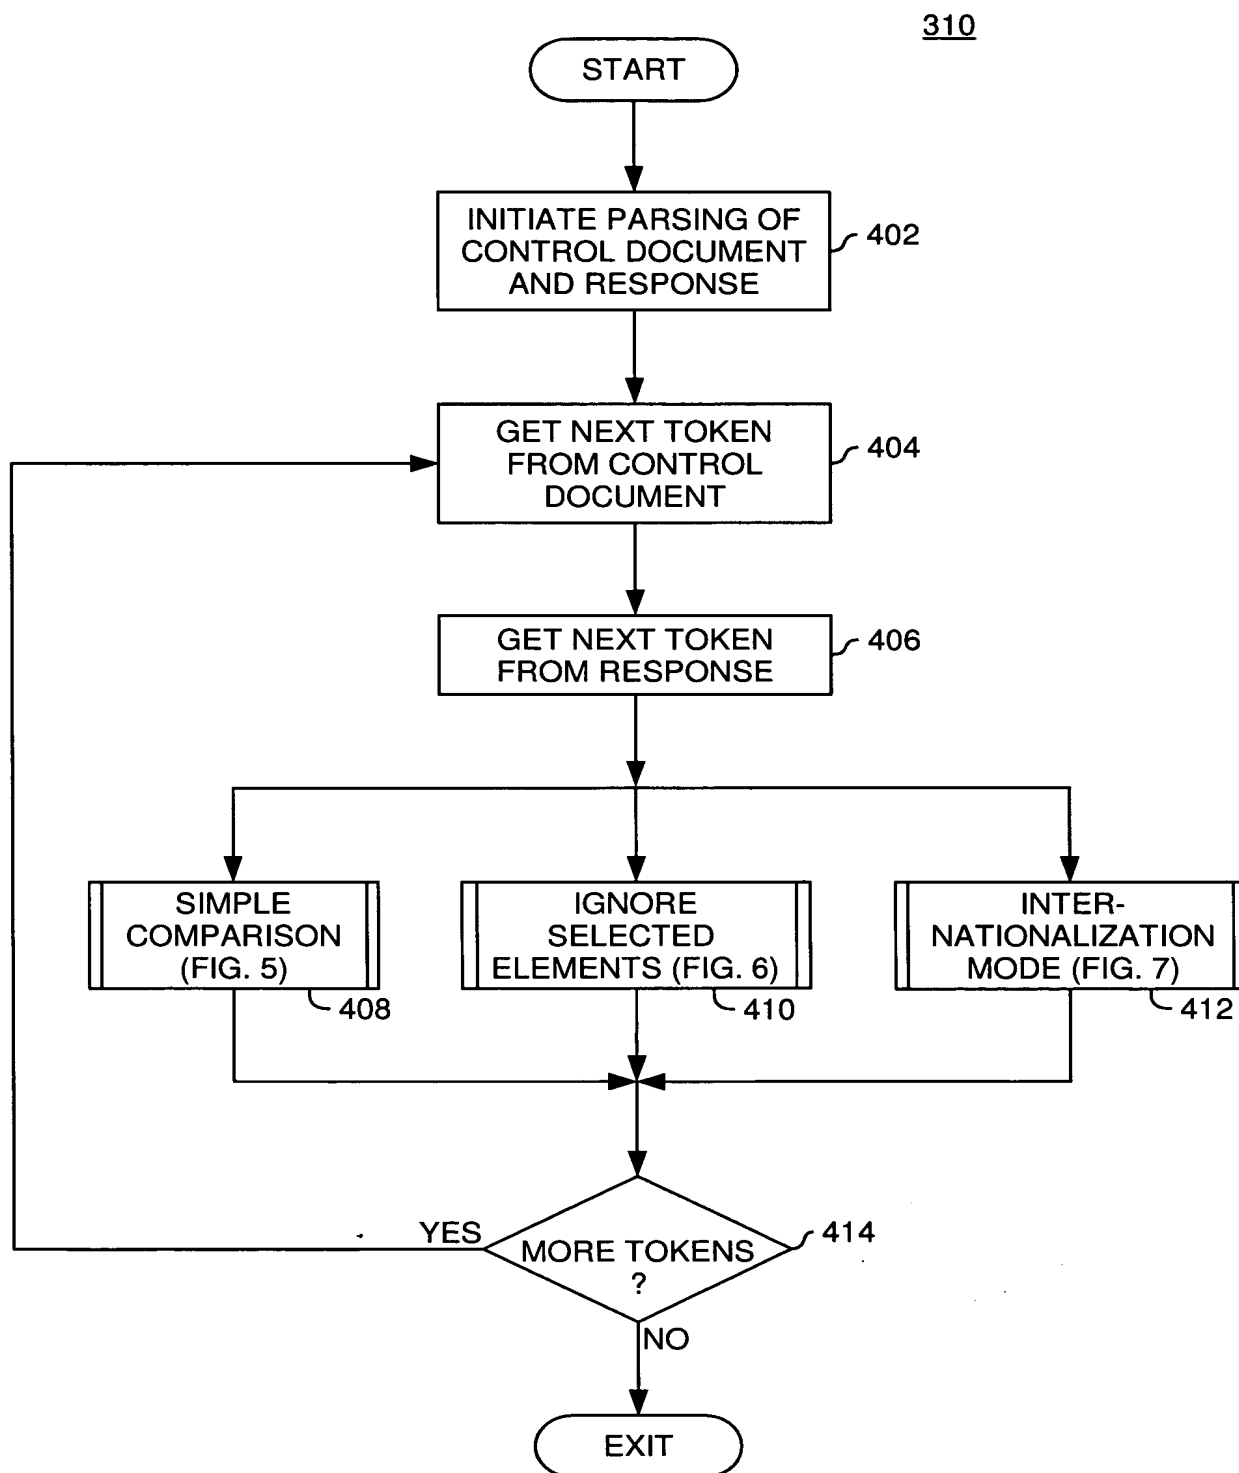 310
START
INITIATE PARSING OF
CONTROL DOCUMENT
AND RESPONSE
402
GET NEXT TOKEN
FROM CONTROL
DOCUMENT
404
GET NEXT TOKEN
FROM RESPONSE
406
SIMPLE
COMPARISON
(FIG. 5)
408
IGNORE
SELECTED
ELEMENTS (FIG. 6)
410
INTER-
NATIONALIZATION
MODE (FIG. 7)
412
YES
MORE TOKENS
?
414
NO
EXIT